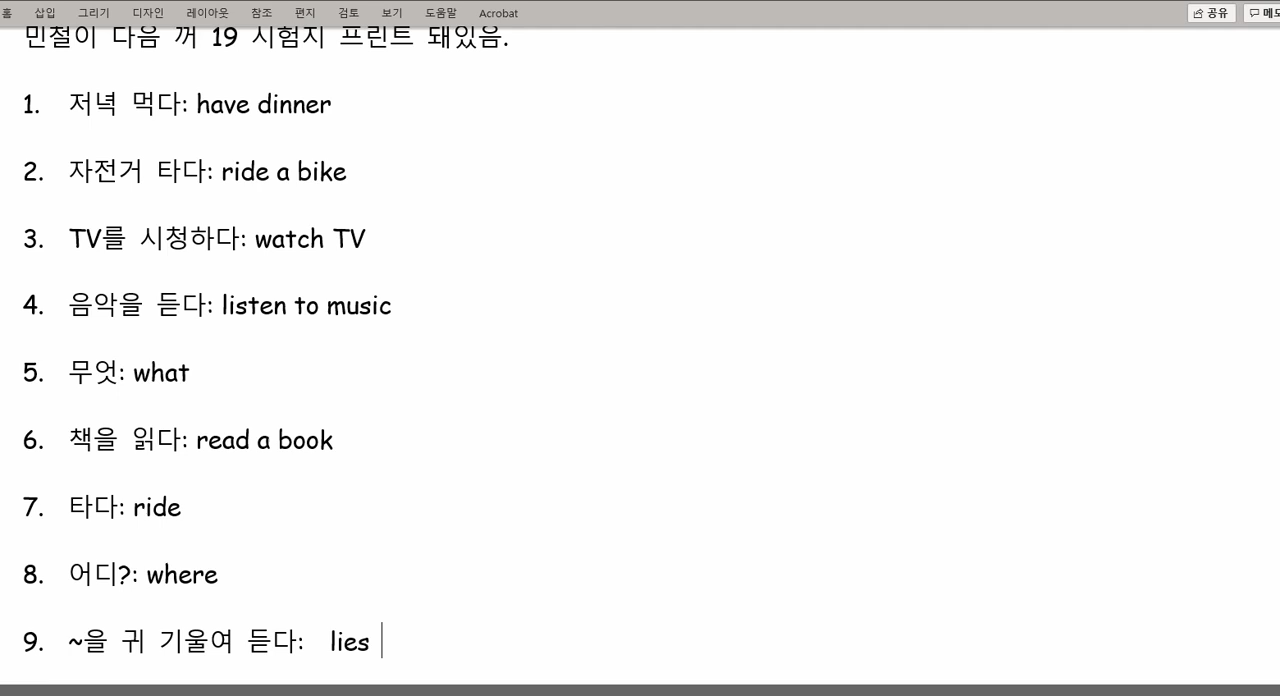 홈 삽입 그리기 디자인 레이아웃 참조 편지 검토 보기 도움말 Acrobat 공유 메모
민철이 다음 꺼 19 시험지 프린트 돼있음.
1. 저녁 먹다: have dinner
2. 자전거 타다: ride a bike
3. TV를 시청하다: watch TV
4. 음악을 듣다: listen to music
5. 무엇: what
6. 책을 읽다: read a book
7. 타다: ride
8. 어디?: where
9. ~을 귀 기울여 듣다: lies